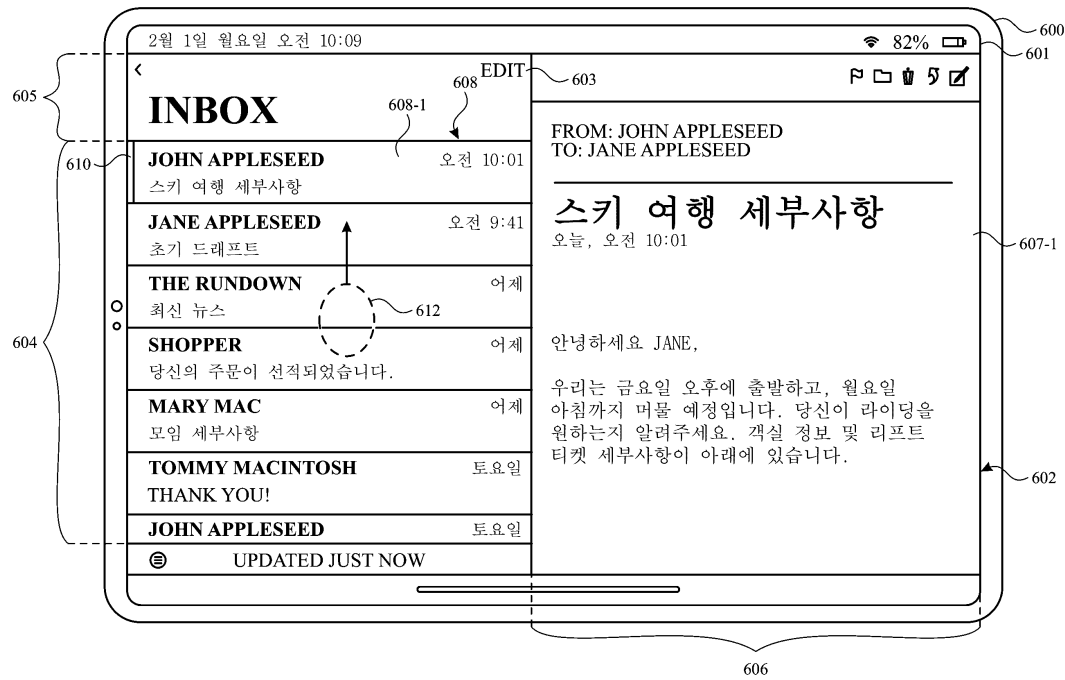 600
2월 1일 월요일 오전 10:09
82%
601
605
EDIT
603
608
INBOX
608-1
610
JOHN APPLESEED 오전 10:01
스키 여행 세부사항
JANE APPLESEED 오전 9:41
초기 드래프트
THE RUNDOWN 어제
최신 뉴스
612
SHOPPER 어제
당신의 주문이 선적되었습니다.
MARY MAC 어제
모임 세부사항
TOMMY MACINTOSH 토요일
THANK YOU!
JOHN APPLESEED 토요일
UPDATED JUST NOW
604
FROM: JOHN APPLESEED
TO: JANE APPLESEED
스키 여행 세부사항
오늘, 오전 10:01
607-1
안녕하세요 JANE,
우리는 금요일 오후에 출발하고, 월요일
아침까지 머물 예정입니다. 당신이 라이딩을
원하는지 알려주세요. 객실 정보 및 리프트
티켓 세부사항이 아래에 있습니다.
602
606